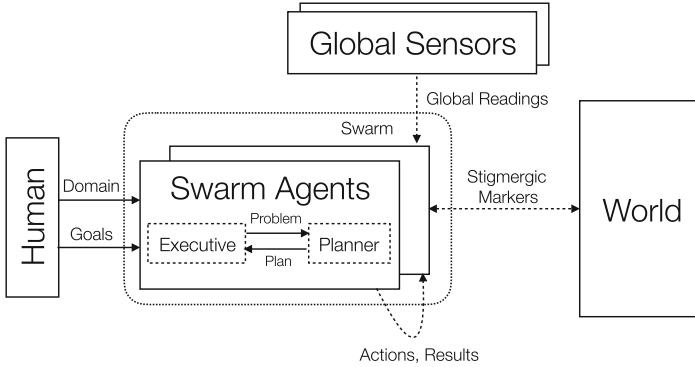 Global Sensors
Global Readings
Swarm
Human
Domain
Goals
Swarm Agents
Problem
Executive
Planner
Plan
Stigmergic
Markers
World
Actions, Results